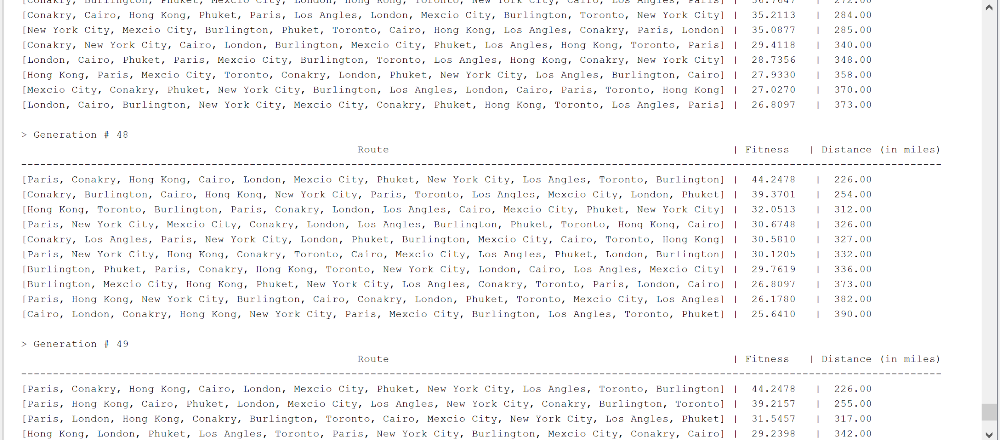 [Conakry, Burlington, Phuket, Mexcio City, London, Hong Kong, Toronto, New York City, Cairo, Los Angles, Paris] | 36.7647 | 272.00
[Conakry, Cairo, Hong Kong, Phuket, Paris, Los Angles, London, Mexcio City, Burlington, Toronto, New York City] | 35.2113 | 284.00
[New York City, Mexcio City, Burlington, Phuket, Toronto, Cairo, Hong Kong, Los Angles, Conakry, Paris, London] | 35.0877 | 285.00
[Conakry, New York City, Cairo, London, Burlington, Mexcio City, Phuket, Los Angles, Hong Kong, Toronto, Paris] | 29.4118 | 340.00
[London, Cairo, Phuket, Paris, Mexcio City, Burlington, Toronto, Los Angles, Hong Kong, Conakry, New York City] | 28.7356 | 348.00
[Hong Kong, Paris, Mexcio City, Toronto, Conakry, London, Phuket, New York City, Los Angles, Burlington, Cairo] | 27.9330 | 358.00
[Mexcio City, Conakry, Phuket, New York City, Burlington, Los Angles, London, Cairo, Paris, Toronto, Hong Kong] | 27.0270 | 370.00
[London, Cairo, Burlington, New York City, Mexcio City, Conakry, Phuket, Hong Kong, Toronto, Los Angles, Paris] | 26.8097 | 373.00
> Generation # 48
Route | Fitness | Distance (in miles)
[Paris, Conakry, Hong Kong, Cairo, London, Mexcio City, Phuket, New York City, Los Angles, Toronto, Burlington] | 44.2478 | 226.00
[Conakry, Burlington, Cairo, Hong Kong, New York City, Paris, Toronto, Los Angles, Mexcio City, London, Phuket] | 39.3701 | 254.00
[Hong Kong, Toronto, Burlington, Paris, Conakry, London, Los Angles, Cairo, Mexcio City, Phuket, New York City] | 32.0513 | 312.00
[Paris, New York City, Mexcio City, Conakry, London, Los Angles, Burlington, Phuket, Toronto, Hong Kong, Cairo] | 30.6748 | 326.00
[Conakry, Los Angles, Paris, New York City, London, Phuket, Burlington, Mexcio City, Cairo, Toronto, Hong Kong] | 30.5810 | 327.00
[Paris, New York City, Hong Kong, Conakry, Toronto, Cairo, Mexcio City, Los Angles, Phuket, London, Burlington] | 30.1205 | 332.00
[Burlington, Phuket, Paris, Conakry, Hong Kong, Toronto, New York City, London, Cairo, Los Angles, Mexcio City] | 29.7619 | 336.00
[Burlington, Mexcio City, Hong Kong, Phuket, New York City, Los Angles, Conakry, Toronto, Paris, London, Cairo] | 26.8097 | 373.00
[Paris, Hong Kong, New York City, Burlington, Cairo, Conakry, London, Phuket, Toronto, Mexcio City, Los Angles] | 26.1780 | 382.00
[Cairo, London, Conakry, Hong Kong, New York City, Paris, Mexcio City, Burlington, Los Angles, Toronto, Phuket] | 25.6410 | 390.00
> Generation # 49
Route | Fitness | Distance (in miles)
[Paris, Conakry, Hong Kong, Cairo, London, Mexcio City, Phuket, New York City, Los Angles, Toronto, Burlington] | 44.2478 | 226.00
[Paris, Hong Kong, Cairo, Phuket, London, Mexcio City, Los Angles, New York City, Conakry, Burlington, Toronto] | 39.2157 | 255.00
[Paris, London, Hong Kong, Conakry, Burlington, Toronto, Cairo, Mexcio City, New York City, Los Angles, Phuket] | 31.5457 | 317.00
[Hong Kong, London, Phuket, Los Angles, Toronto, Paris, New York City, Burlington, Mexcio City, Conakry, Cairo] | 29.2398 | 342.00